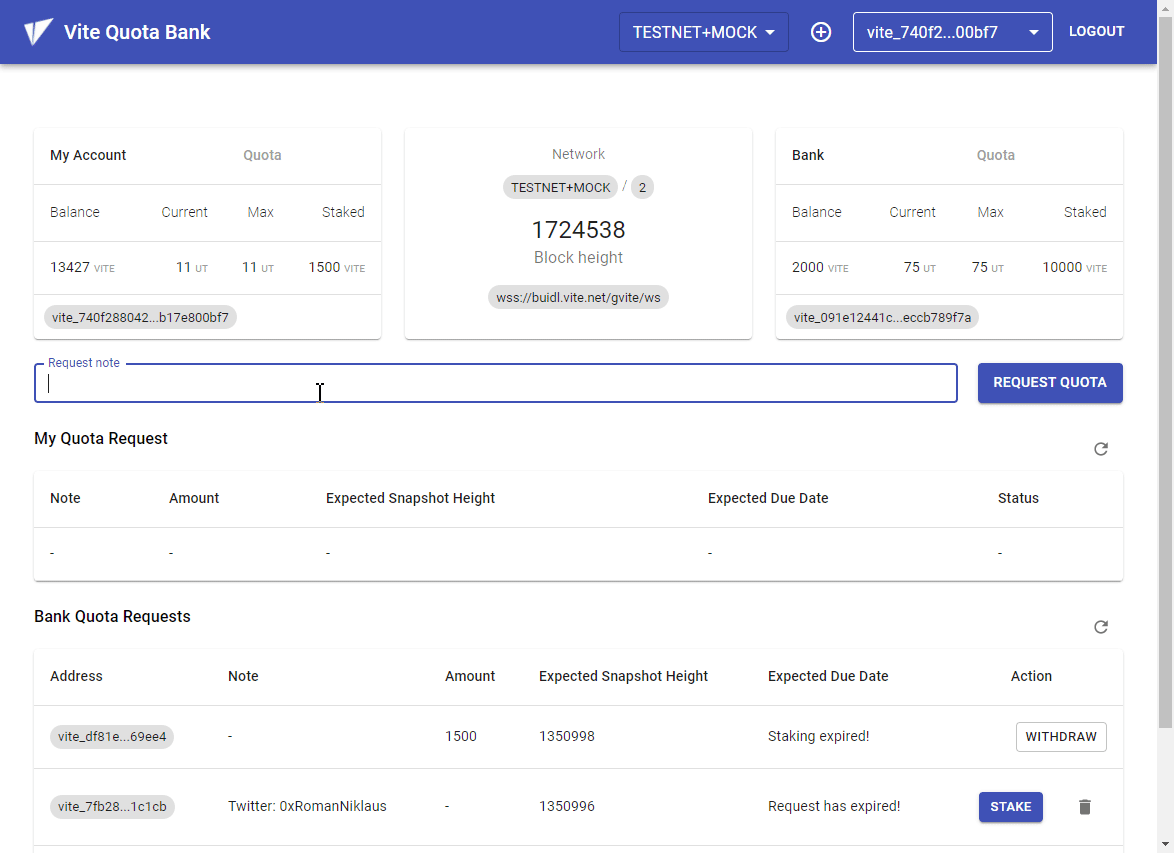 Vite Quota Bank
TESTNET+MOCK
vite_740f2...00bf7
LOGOUT
My Account Quota
Balance Current Max Staked
13427 VITE 11 UT 11 UT 1500 VITE
vite_740f288042...b17e800bf7
Network
TESTNET+MOCK / 2
1724538
Block height
wss://buidl.vite.net/gvite/ws
Bank Quota
Balance Current Max Staked
2000 VITE 75 UT 75 UT 10000 VITE
vite_091e12441c...eccb789f7a
Request note
REQUEST QUOTA
My Quota Request
Note Amount Expected Snapshot Height Expected Due Date Status
- - - - -
Bank Quota Requests
Address Note Amount Expected Snapshot Height Expected Due Date Action
vite_df81e...69ee4 - 1500 1350998 Staking expired! WITHDRAW
vite_7fb28...1c1cb Twitter: 0xRomanNiklaus - 1350996 Request has expired! STAKE